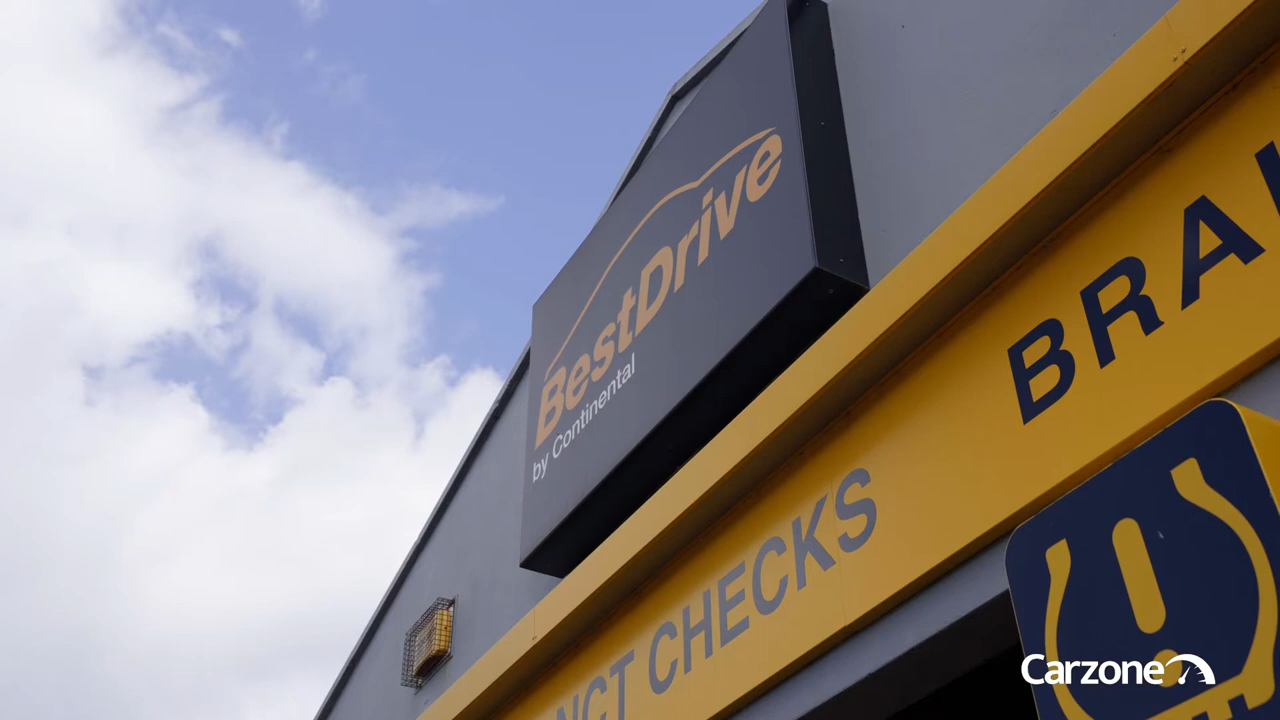 BestDrive
by Continental
NCT CHECKS
BRA
Carzone